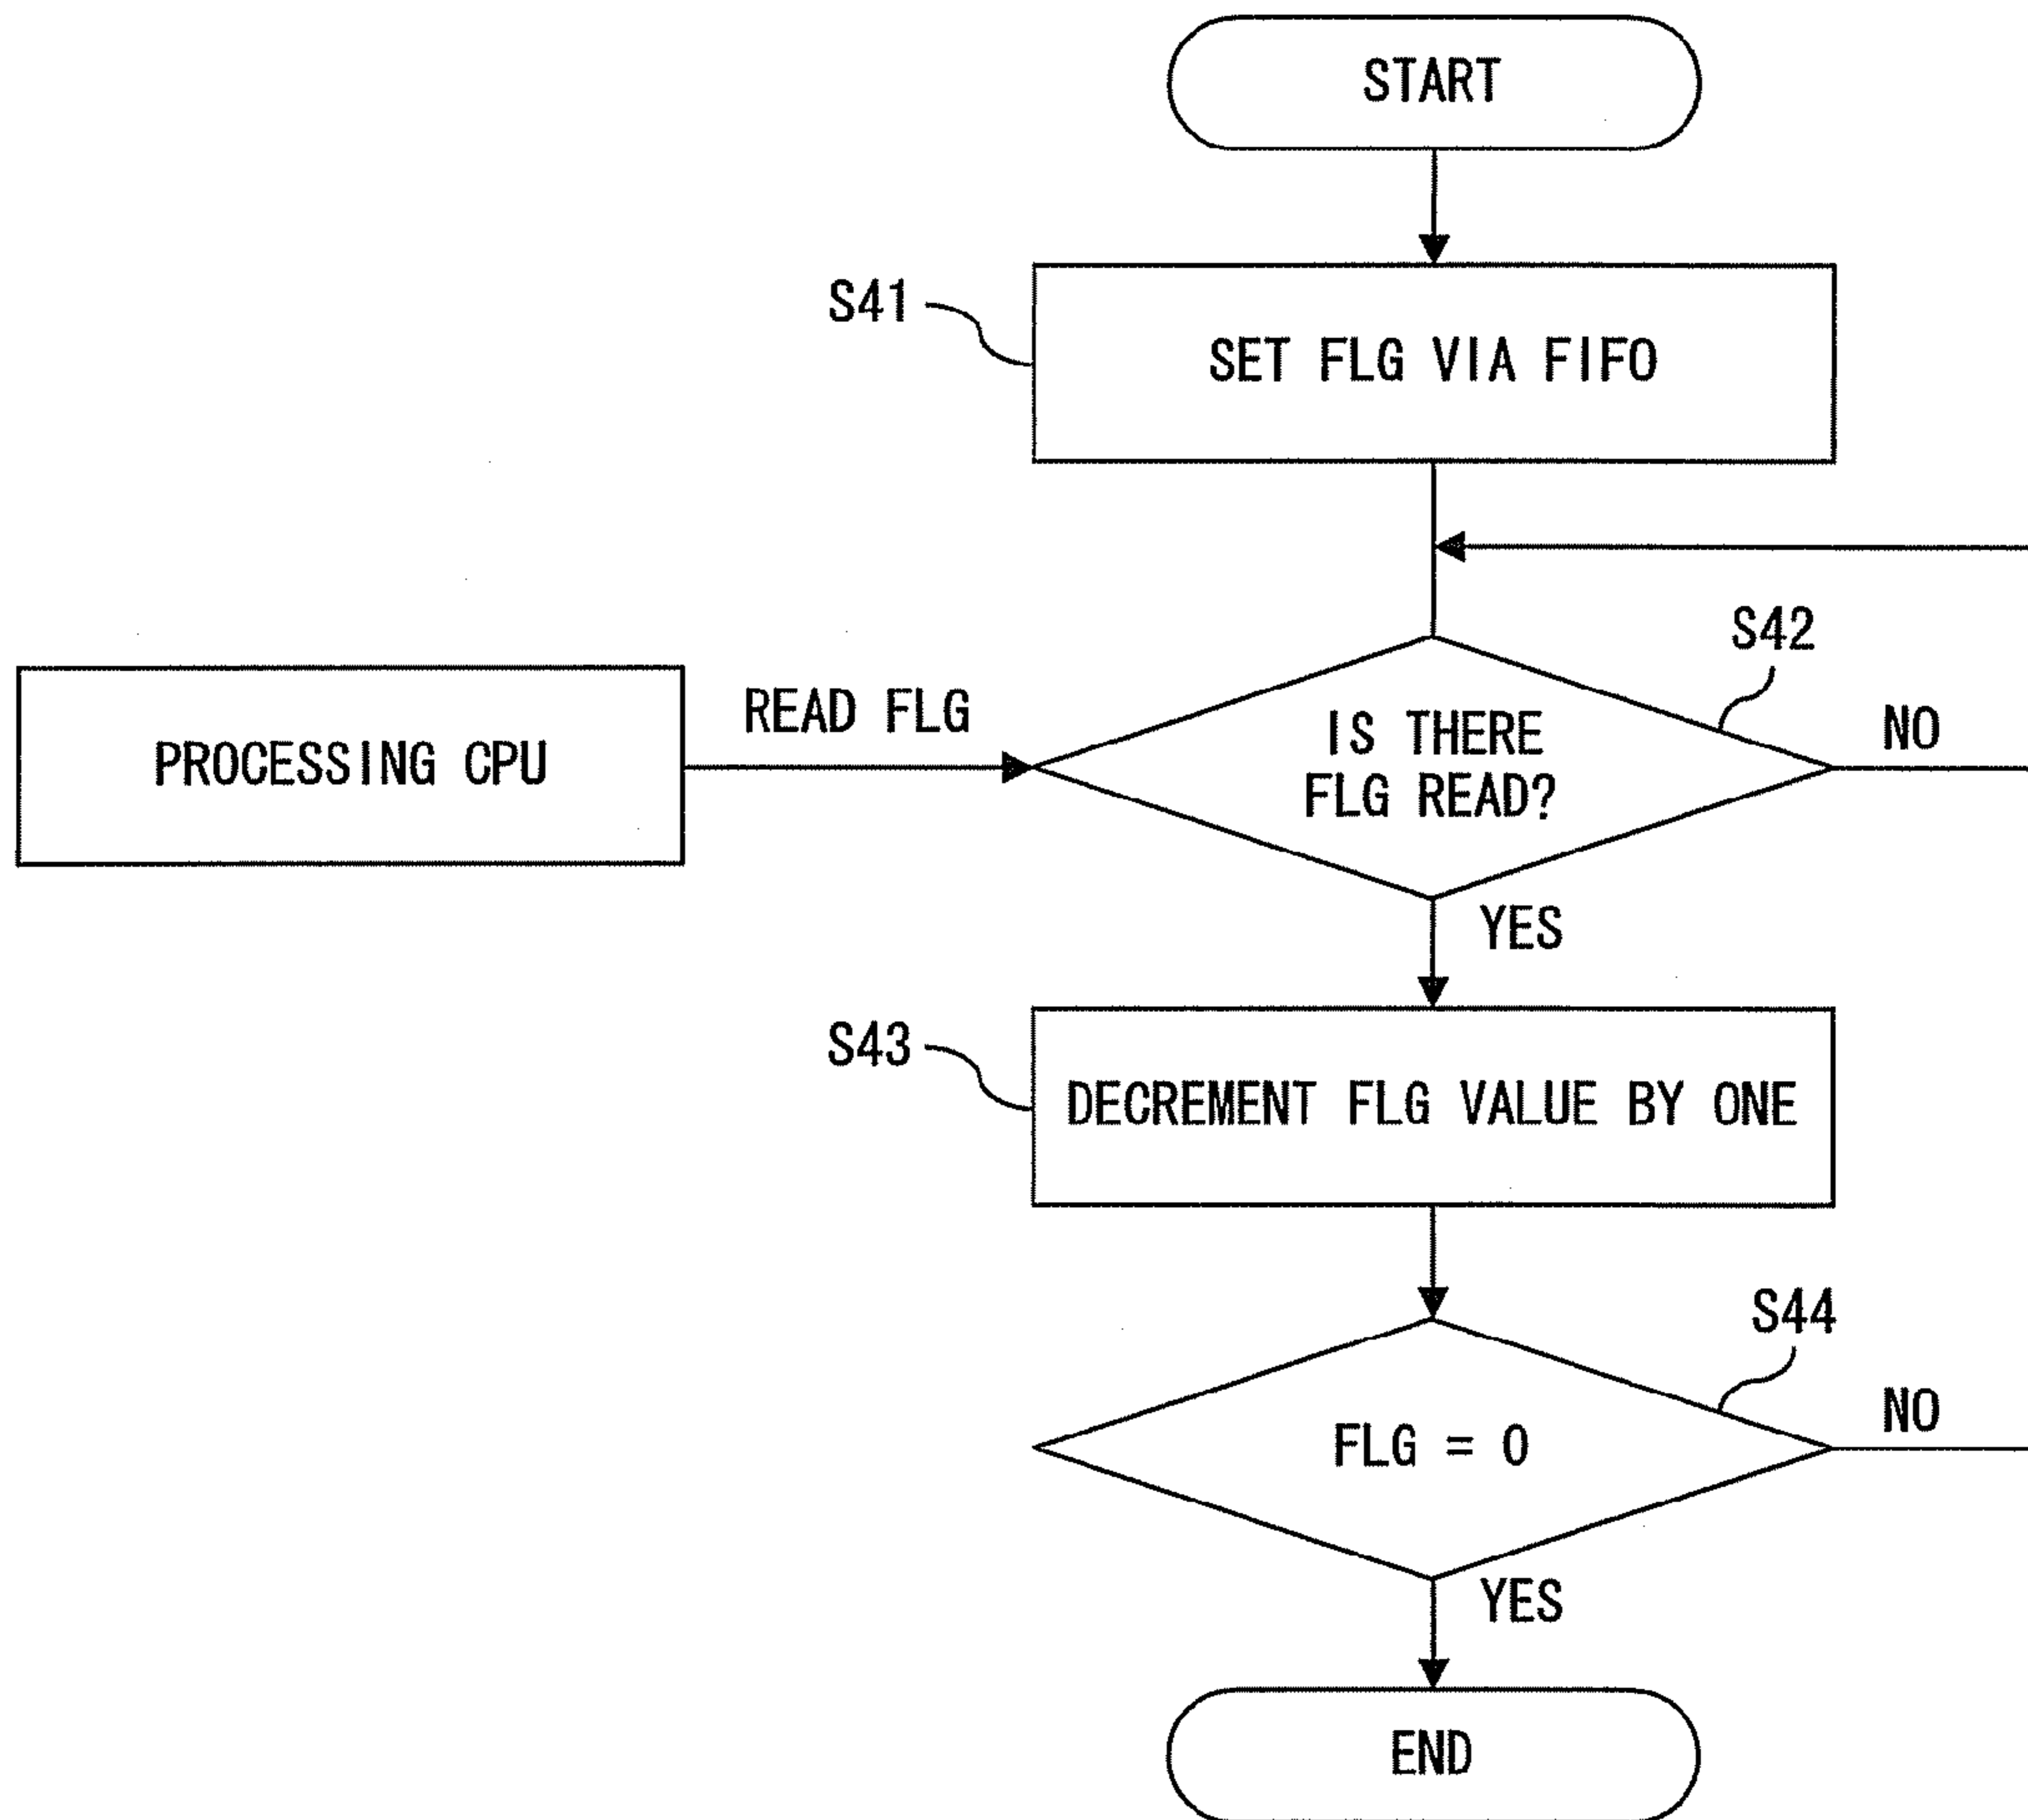 START
S41
SET FLG VIA FIFO
S42
READ FLG
NO
PROCESSING CPU
IS THERE
FLG READ?
YES
S43
DECREMENT FLG VALUE BY ONE
S44
NO
FLG = 0
YES
END